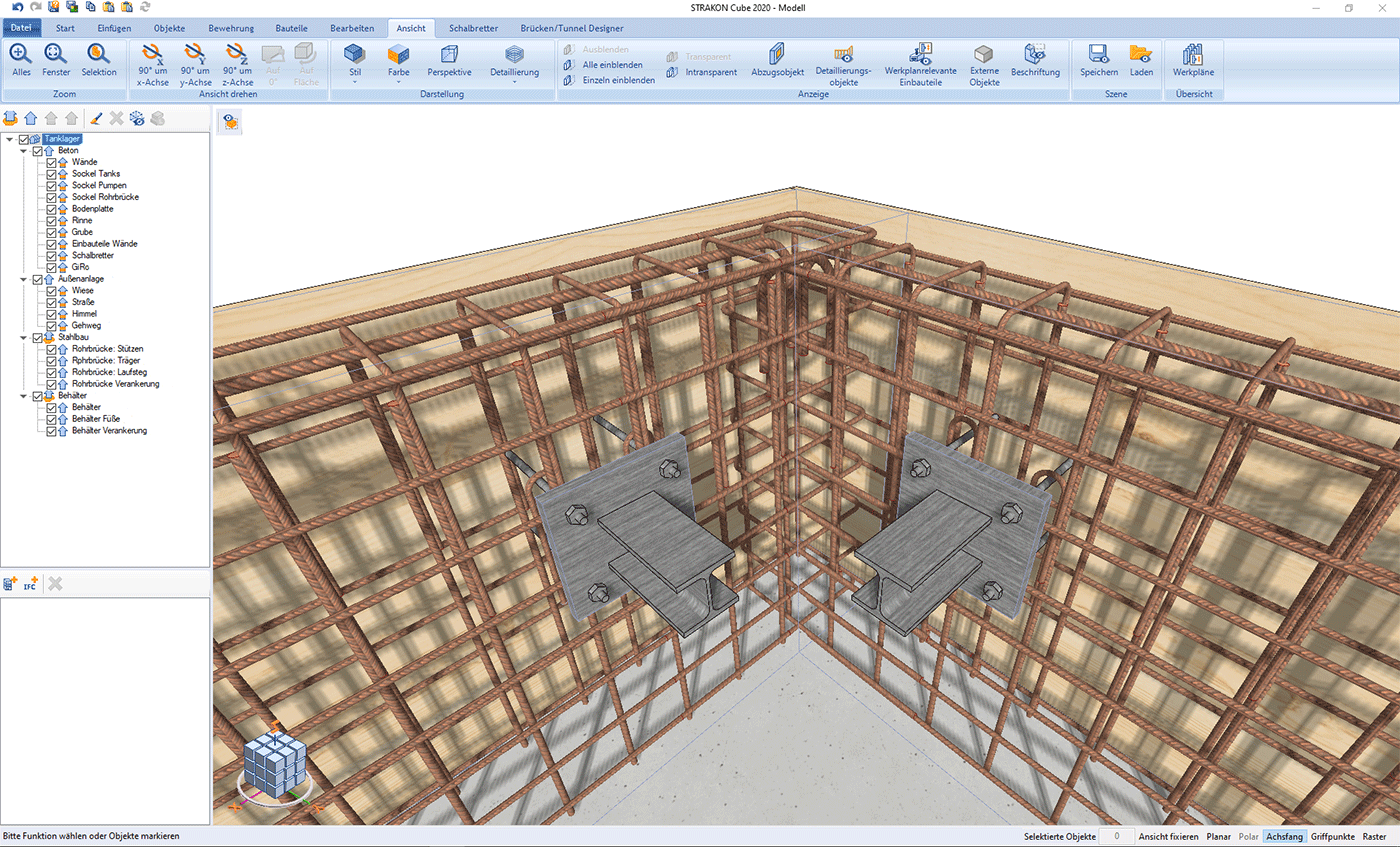 STRAKON Cube 2020 - Modell
Datei Start Einfügen Objekte Bewehrung Bauteile Bearbeiten Ansicht Schalbretter Brücken/Tunnel Designer
Alles Fenster Selektion
90° um x-Achse 90° um y-Achse 90° um z-Achse Auf 0° Auf Fläche
Stil Farbe Perspektive Detaillierung
Ausblenden
Alle einblenden
Einzeln einblenden
Transparent
Intransparent
Abzugsobjekt Detaillierungs-objekte Werkplanrelevante Einbauteile Externe Objekte Beschriftung
Speichern Laden Werkpläne
Zoom Ansicht drehen Darstellung Anzeige Szene Übersicht
Tanklager
Beton
Wände
Sockel Tanks
Sockel Pumpen
Sockel Rohrbrücke
Bodenplatte
Rinne
Grube
Einbauteile Wände
Schalbretter
GiRo
Außenanlage
Wiese
Straße
Himmel
Gehweg
Stahlbau
Rohrbrücke: Stützen
Rphrbrücke: Träger
Rohrbrücke: Laufsteg
Rohrbrücke Verankerung
Behälter
Behälter
Behälter Füße
Behälter Verankerung
IFC
Bitte Funktion wählen oder Objekte markieren
Selektierte Objekte 0 Ansicht fixieren Planar Polar Achsfang Griffpunkte Raster